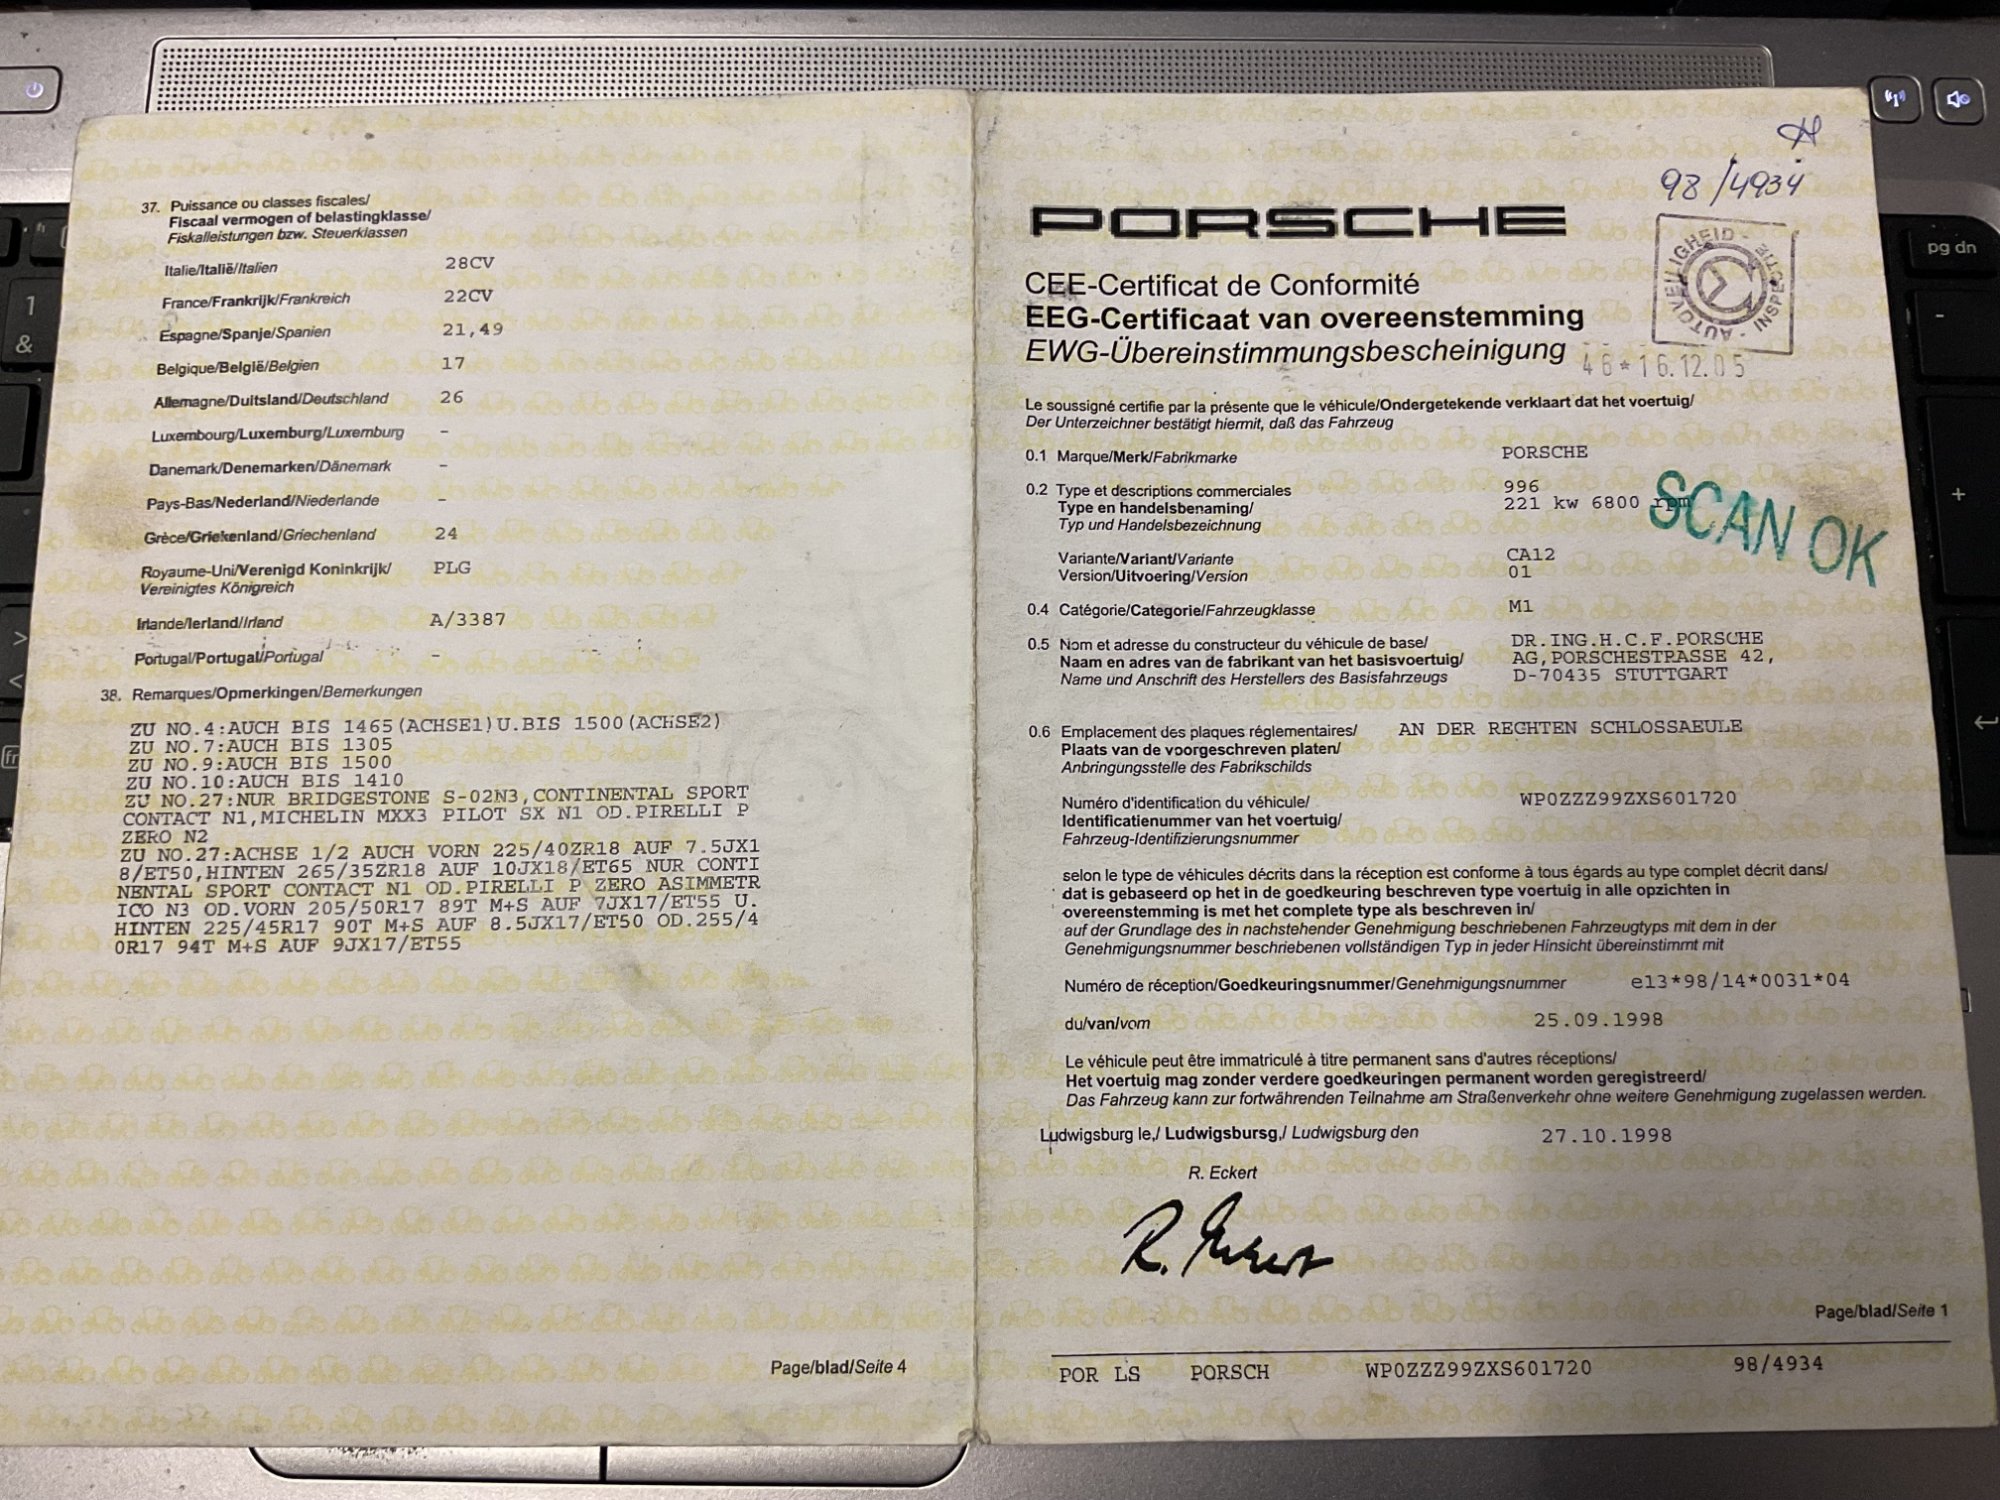 37. Puissance ou classes fiscales/
Fiscaal vermogen of belastingklasse/
Fiskalleistungen bzw. Steuerklassen
Italie/Italië/Italien 28CV
France/Frankrijk/Frankreich 22CV
Espagne/Spanje/Spanien 21,49
Belgique/België/Belgien 17
Allemagne/Duitsland/Deutschland 26
Luxembourg/Luxemburg/Luxemburg -
Danemark/Denemarken/Dänemark -
Pays-Bas/Nederland/Niederlande -
Grèce/Griekenland/Griechenland 24
Royaume-Uni/Verenigd Koninkrijk/ PLG
Vereinigtes Königreich
Irlande/Ierland/Irland A/3387
Portugal/Portugal/Portugal -
38. Remarques/Opmerkingen/Bemerkungen
ZU NO.4:AUCH BIS 1465(ACHSE1)U.BIS 1500(ACHSE2)
ZU NO.7:AUCH BIS 1305
ZU NO.9:AUCH BIS 1500
ZU NO.10:AUCH BIS 1410
ZU NO.27:NUR BRIDGESTONE S-02N3,CONTINENTAL SPORT
CONTACT N1,MICHELIN MXX3 PILOT SX N1 OD.PIRELLI P
ZERO N2
ZU NO.27:ACHSE 1/2 AUCH VORN 225/40ZR18 AUF 7.5JX1
8/ET50,HINTEN 265/35ZR18 AUF 10JX18/ET65 NUR CONTI
NENTAL SPORT CONTACT N1 OD.PIRELLI P ZERO ASIMMETR
ICO N3 OD.VORN 205/50R17 89T M+S AUF 7JX17/ET55 U.
HINTEN 225/45R17 90T M+S AUF 8.5JX17/ET50 OD.255/4
0R17 94T M+S AUF 9JX17/ET55
Page/blad/Seite 4
98/4934
PORSCHE
AUTOVEILIGHEID - BILCH INSPECTIE
CEE-Certificat de Conformité
EEG-Certificaat van overeenstemming
EWG-Übereinstimmungsbescheinigung
46*16.12.05
Le soussigné certifie par la présente que le véhicule/Ondergetekende verklaart dat het voertuig/
Der Unterzeichner bestätigt hiermit, daß das Fahrzeug
0.1 Marque/Merk/Fabrikmarke PORSCHE
0.2 Type et descriptions commerciales 996
Type en handelsbenaming/ 221 kw 6800 rpm
Typ und Handelsbezeichnung
SCAN OK
Variante/Variant/Variante CA12
Version/Uitvoering/Version 01
0.4 Catégorie/Categorie/Fahrzeugklasse M1
0.5 Nom et adresse du constructeur du véhicule de base/ DR.ING.H.C.F.PORSCHE
Naam en adres van de fabrikant van het basisvoertuig/ AG,PORSCHESTRASSE 42,
Name und Anschrift des Herstellers des Basisfahrzeugs D-70435 STUTTGART
0.6 Emplacement des plaques réglementaires/ AN DER RECHTEN SCHLOSSAEULE
Plaats van de voorgeschreven platen/
Anbringungsstelle des Fabrikschilds
Numéro d'identification du véhicule/ WP0ZZZ99ZXS601720
Identificatienummer van het voertuig/
Fahrzeug-Identifizierungsnummer
selon le type de véhicules décrits dans la réception est conforme à tous égards au type complet décrit dans/
dat is gebaseerd op het in de goedkeuring beschreven type voertuig in alle opzichten in
overeenstemming is met het complete type als beschreven in/
auf der Grundlage des in nachstehender Genehmigung beschriebenen Fahrzeugtyps mit dem in der
Genehmigungsnummer beschriebenen vollständigen Typ in jeder Hinsicht übereinstimmt mit
Numéro de réception/Goedkeuringsnummer/Genehmigungsnummer e13*98/14*0031*04
du/van/vom 25.09.1998
Le véhicule peut être immatriculé à titre permanent sans d'autres réceptions/
Het voertuig mag zonder verdere goedkeuringen permanent worden geregistreerd/
Das Fahrzeug kann zur fortwährenden Teilnahme am Straßenverkehr ohne weitere Genehmigung zugelassen werden.
Ludwigsburg le,/ Ludwigsbursg,/ Ludwigsburg den 27.10.1998
R. Eckert
R. Eckert
Page/blad/Seite 1
POR LS PORSCH WP0ZZZ99ZXS601720 98/4934
pg dn
1
&